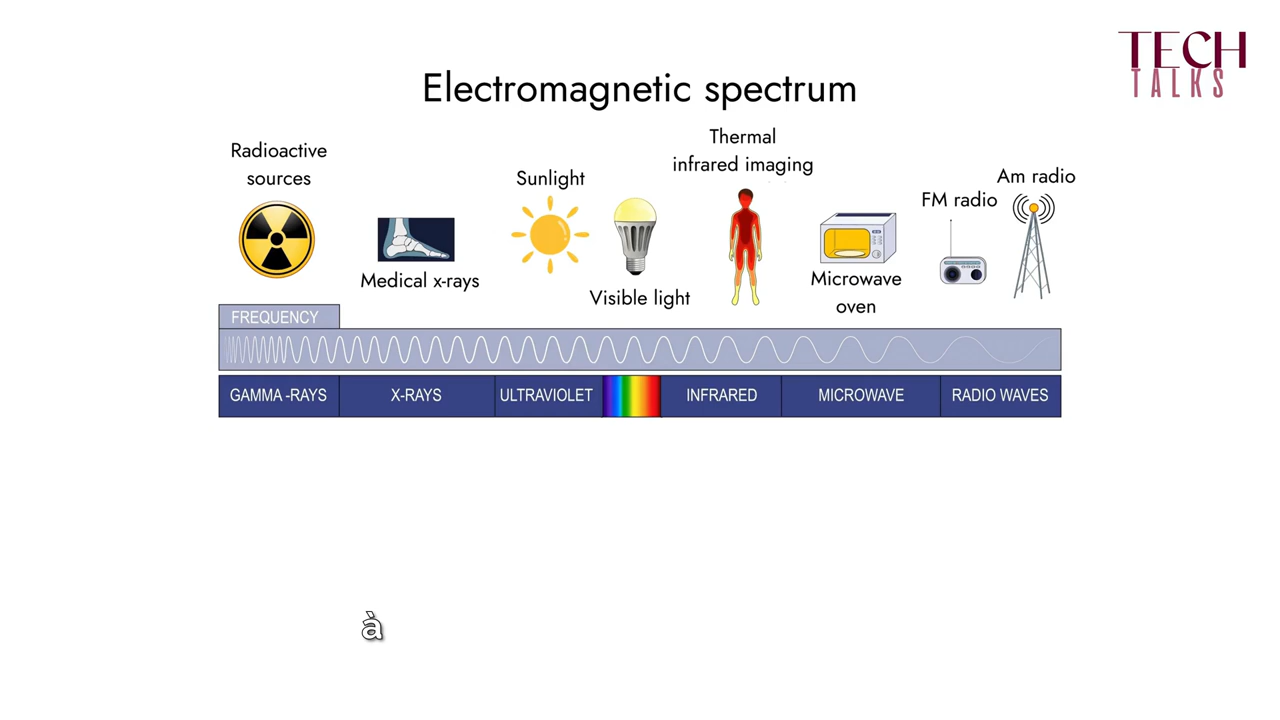 TECH
TALKS
Electromagnetic spectrum
Radioactive
sources
Medical x-rays
Sunlight
Visible light
Thermal
infrared imaging
Microwave
oven
FM radio
Am radio
FREQUENCY
GAMMA -RAYS
X-RAYS
ULTRAVIOLET
INFRARED
MICROWAVE
RADIO WAVES
à